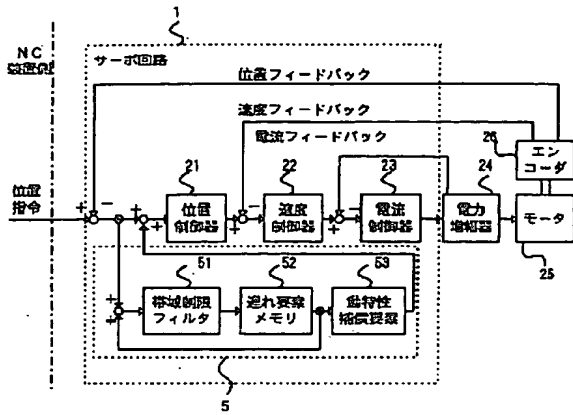 1
NC
装置側
サーボ回路
位置フィードバック
速度フィードバック
電流フィードバック
26
エン
コーダ
21
22
23
24
位置
指令
+
−
+
+
位置
制御器
+
−
速度
制御器
+
−
電流
制御器
電力
増幅器
モータ
25
51
52
53
+
+
帯域制限
フィルタ
遅れ要素
メモリ
動特性
補償要素
5